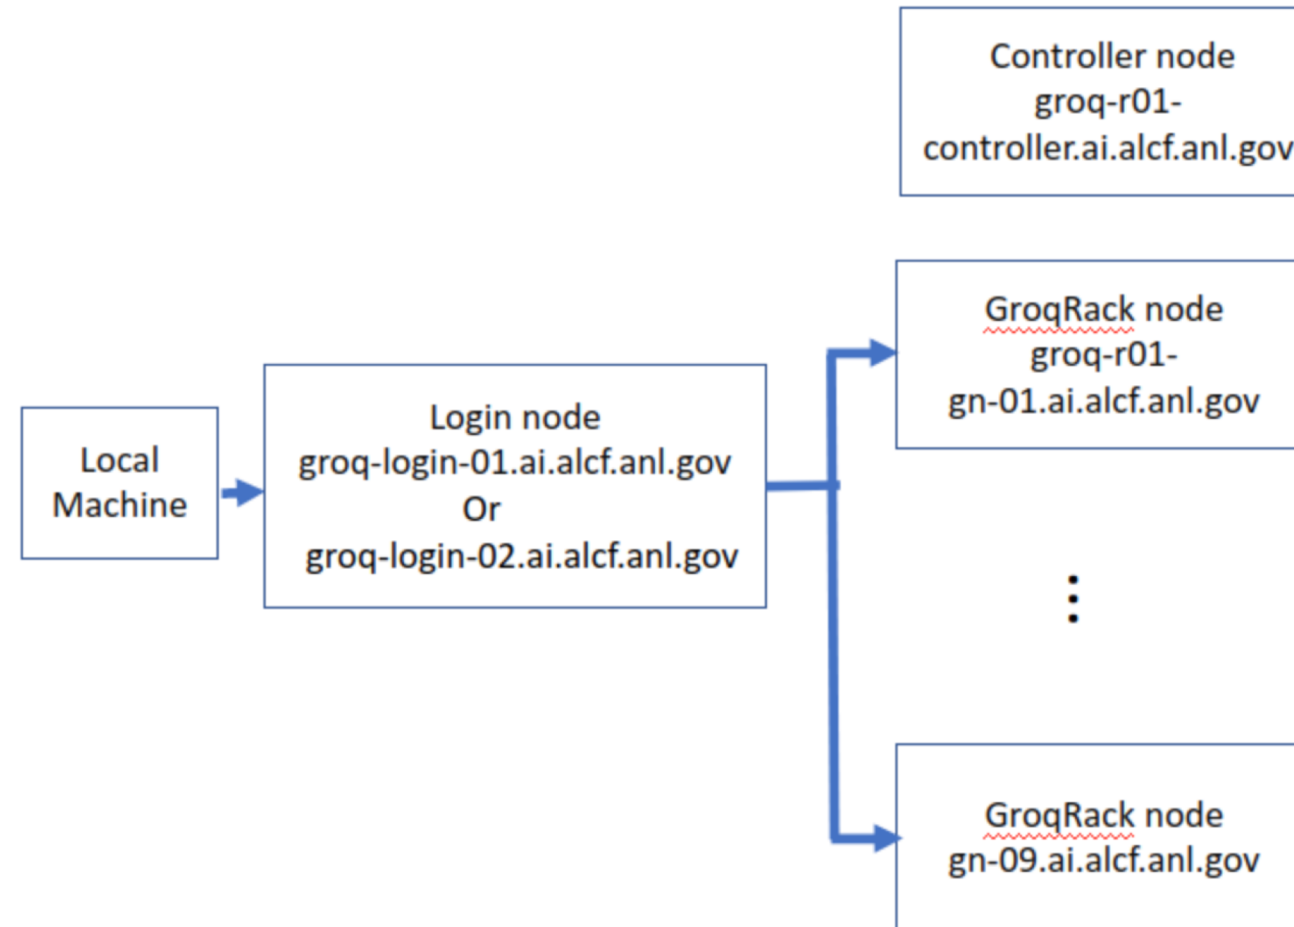 Controller node
groq-r01-
controller.ai.alcf.anl.gov
GroqRack node
groq-r01-
gn-01.ai.alcf.anl.gov
Login node
groq-login-01.ai.alcf.anl.gov
Or
groq-login-02.ai.alcf.anl.gov
Local
Machine
⋮
GroqRack node
gn-09.ai.alcf.anl.gov